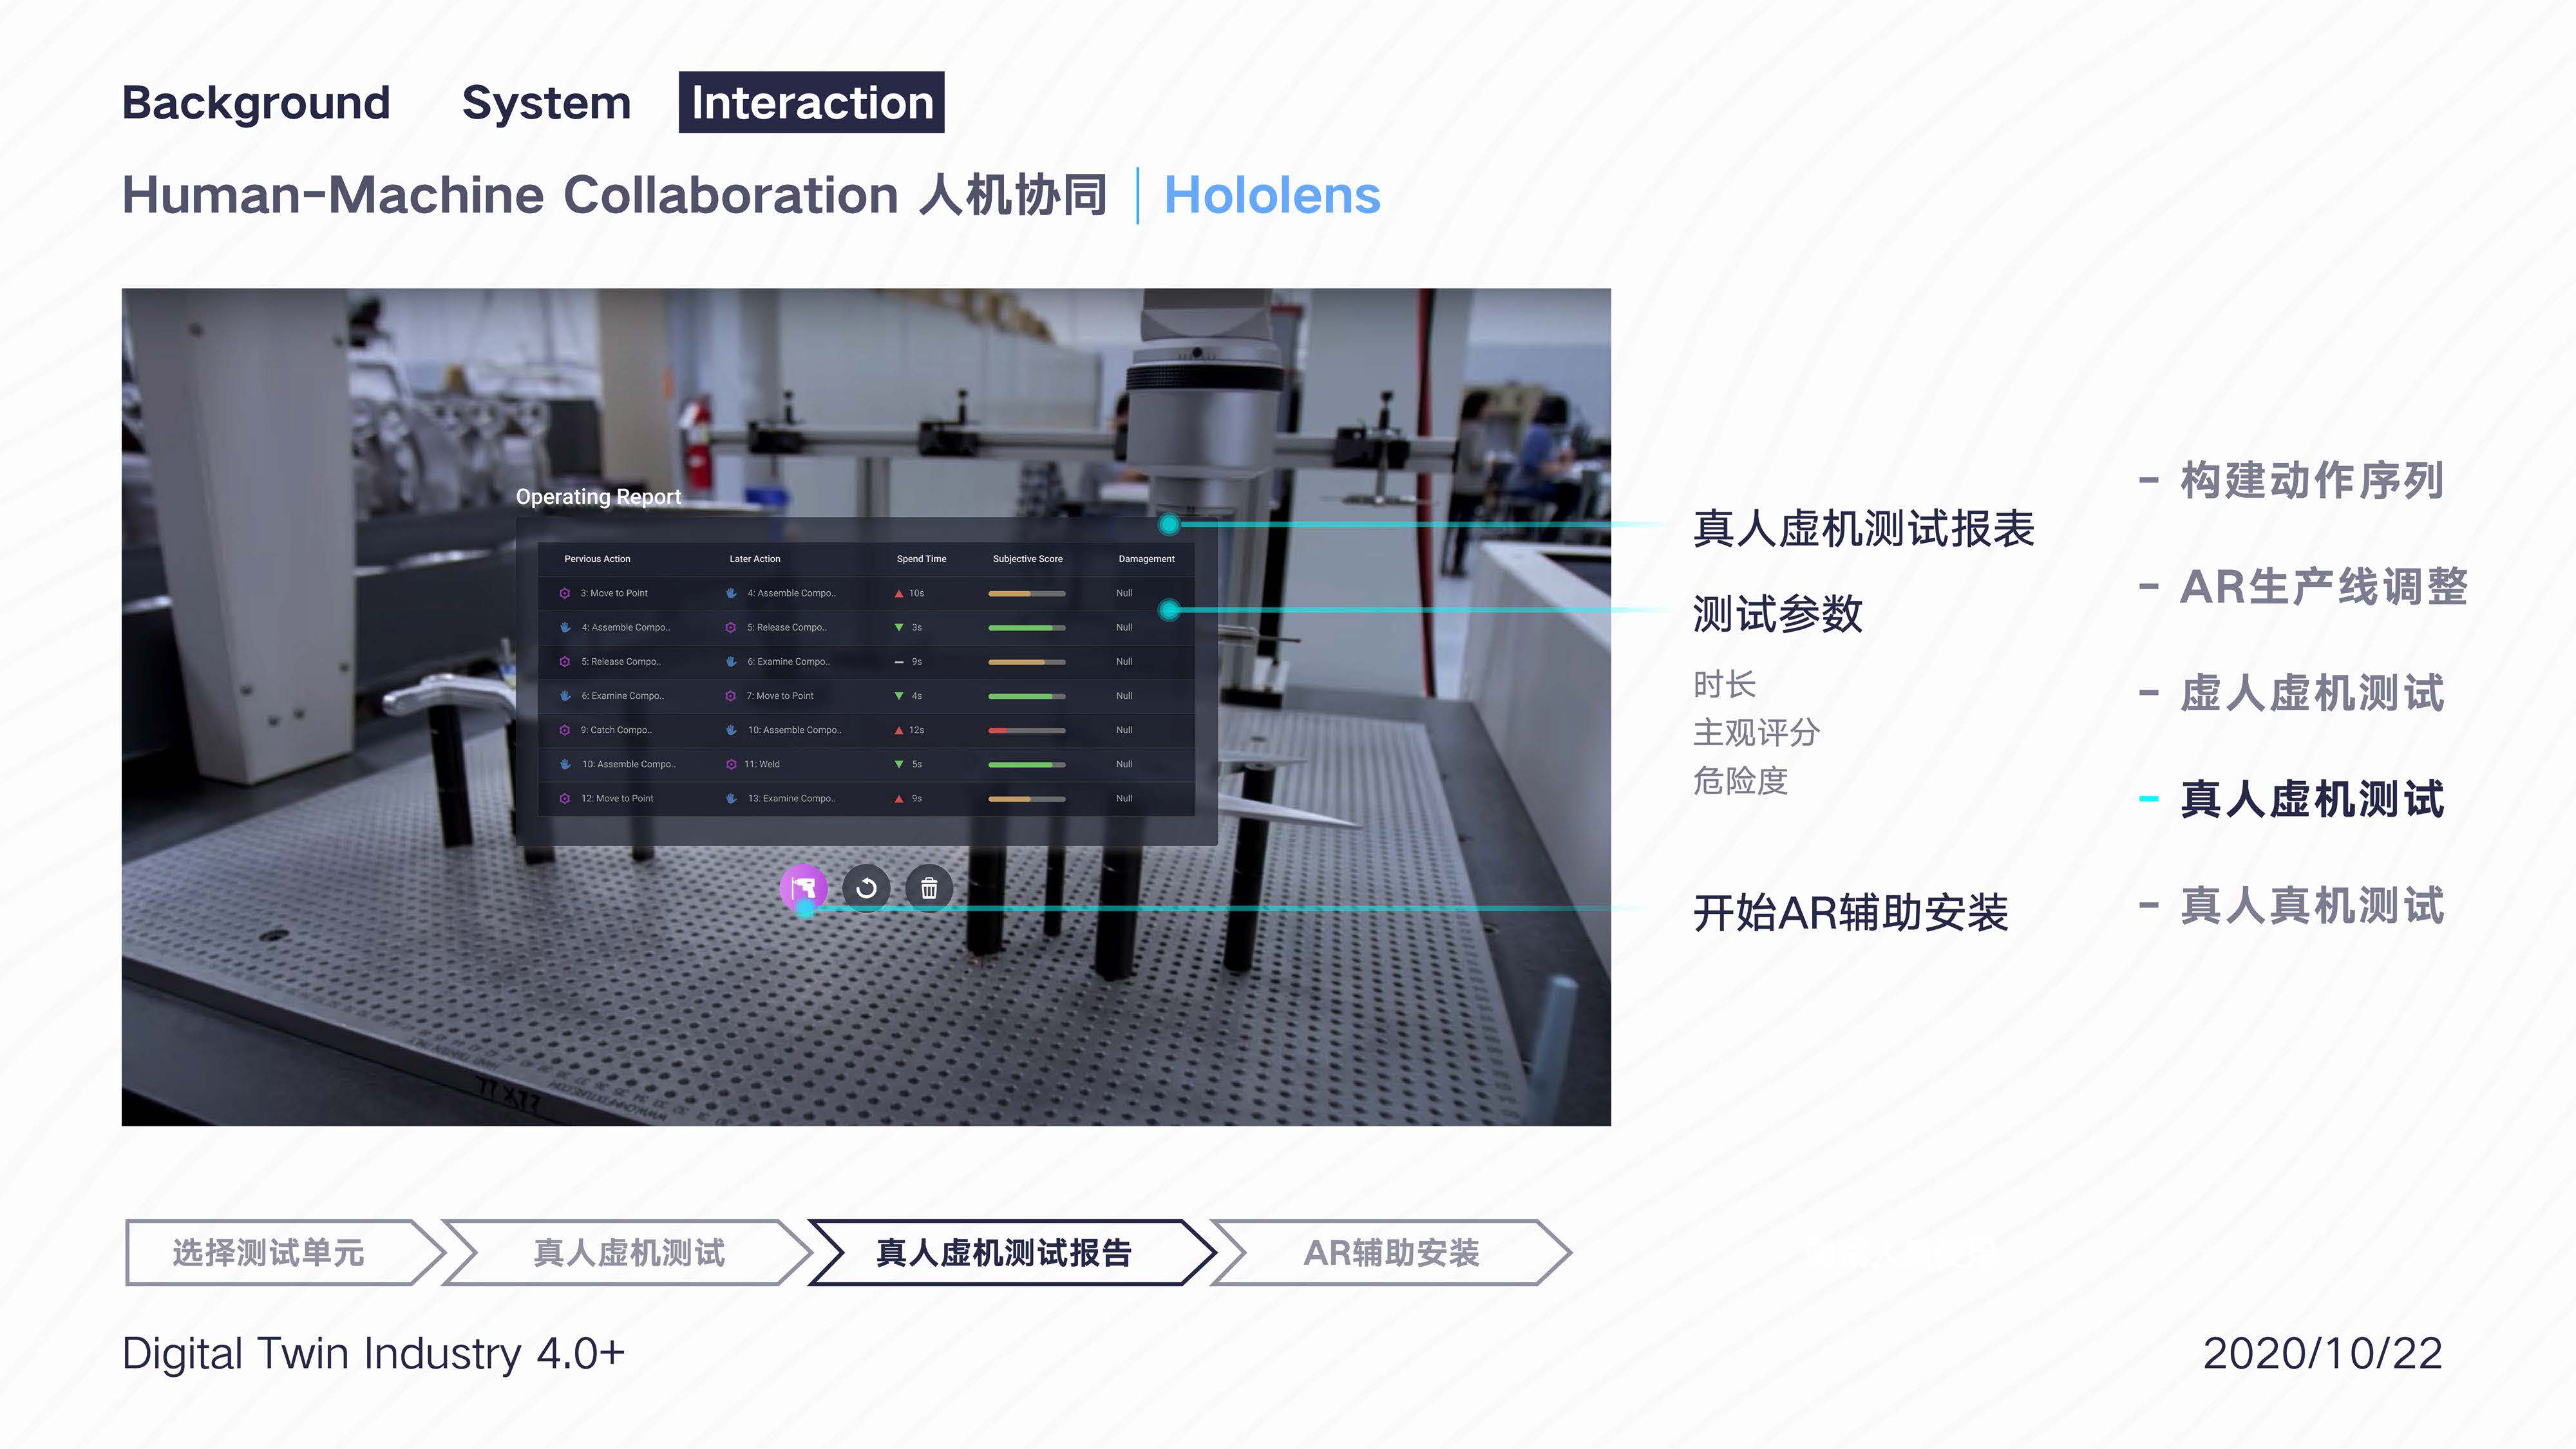 Background System Interaction
Human-Machine Collaboration 人机协同 Hololens
Operating Report
Pervious Action Later Action Spend Time Subjective Score Damagement
3: Move to Point 4: Assemble Compo.. 10s Null
4: Assemble Compo.. 5: Release Compo.. 3s Null
5: Release Compo.. 6: Examine Compo.. 9s Null
6: Examine Compo.. 7: Move to Point 4s Null
9: Catch Compo.. 10: Assemble Compo.. 12s Null
10: Assemble Compo.. 11: Weld 5s Null
12: Move to Point 13: Examine Compo.. 9s Null
真人虚机测试报表
测试参数
时长
主观评分
危险度
开始AR辅助安装
- 构建动作序列
- AR生产线调整
- 虚人虚机测试
- 真人虚机测试
- 真人真机测试
选择测试单元
真人虚机测试
真人虚机测试报告
AR辅助安装
Digital Twin Industry 4.0+
2020/10/22